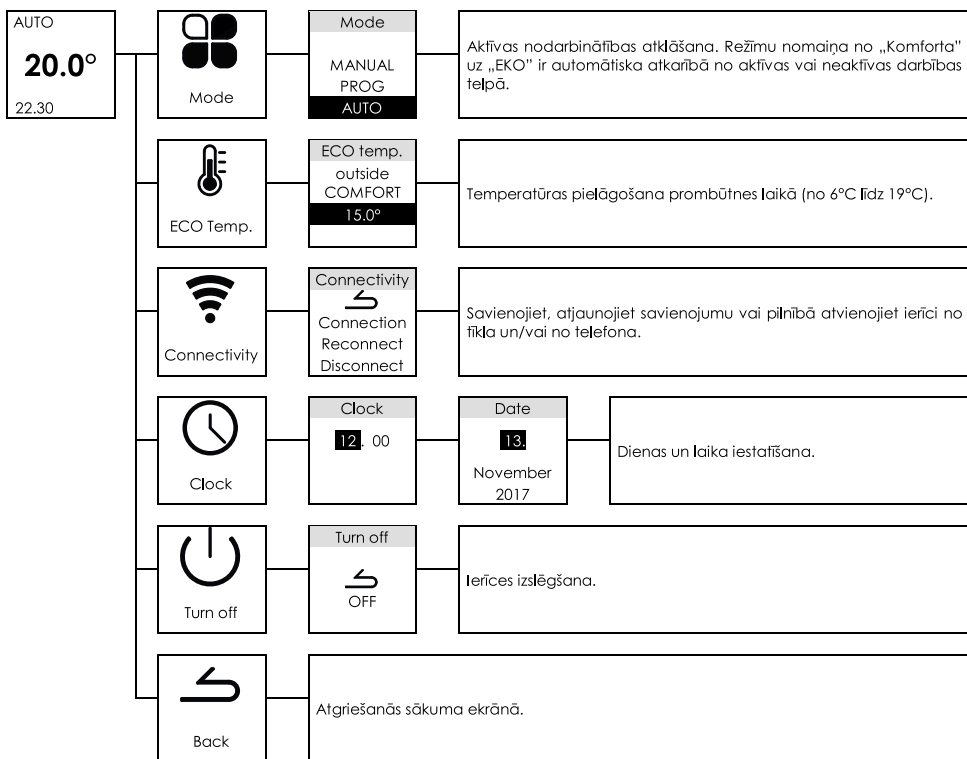 AUTO
20.0°
22.30
Mode
Mode
MANUAL
PROG
AUTO
Aktīvas nodarbinātības atklāšana. Režīmu nomaiņa no „Komforta”
uz „EKO” ir automātiska atkarībā no aktīvas vai neaktīvas darbības
telpā.
ECO Temp.
ECO temp.
outside
COMFORT
15.0°
Temperatūras pielāgošana prombūtnes laikā (no 6°C līdz 19°C).
Connectivity
Connectivity
Connection
Reconnect
Disconnect
Savienojiet, atjaunojiet savienojumu vai pilnībā atvienojiet ierīci no
tīkla un/vai no telefona.
Clock
Clock
12. 00
Date
13.
November
2017
Dienas un laika iestatīšana.
Turn off
Turn off
OFF
Ierīces izslēgšana.
Back
Atgriešanās sākuma ekrānā.